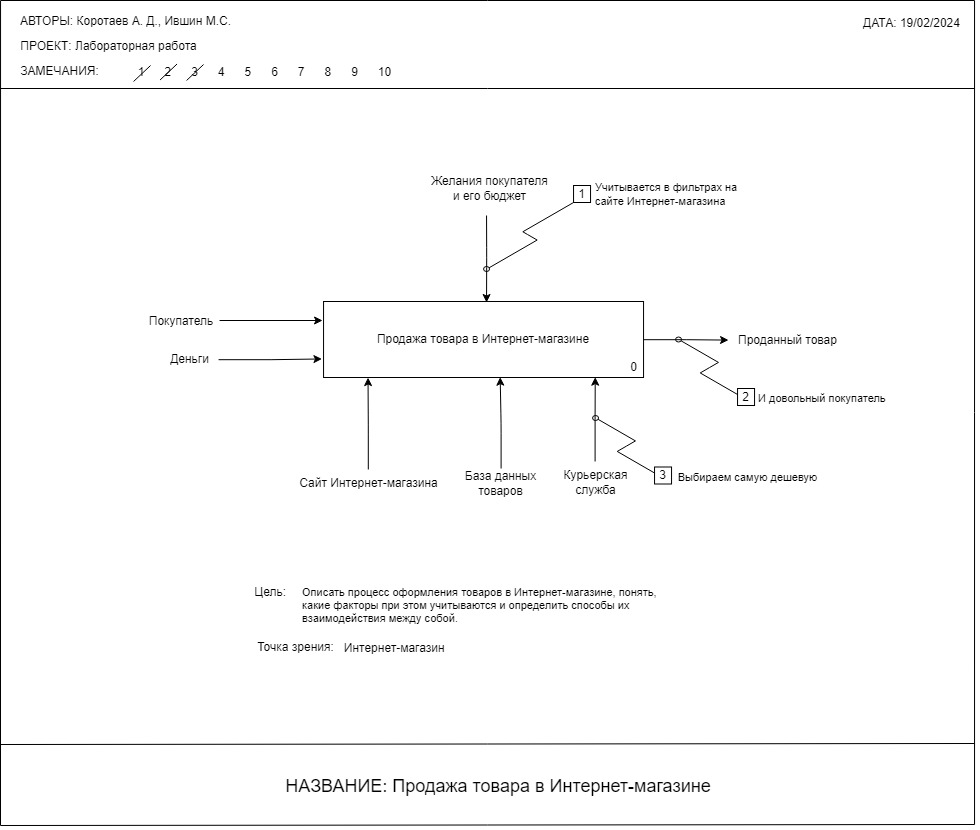 АВТОРЫ: Коротаев А. Д., Ившин М.С.
ДАТА: 19/02/2024
ПРОЕКТ: Лабораторная работа
ЗАМЕЧАНИЯ: 1 2 3 4 5 6 7 8 9 10
Желания покупателя
и его бюджет
1 Учитывается в фильтрах на
сайте Интернет-магазина
Покупатель
Деньги
Продажа товара в Интернет-магазине
0
Проданный товар
2 И довольный покупатель
Сайт Интернет-магазина
База данных
товаров
Курьерская
служба
3 Выбираем самую дешевую
Цель: Описать процесс оформления товаров в Интернет-магазине, понять,
какие факторы при этом учитываются и определить способы их
взаимодействия между собой.
Точка зрения: Интернет-магазин
НАЗВАНИЕ: Продажа товара в Интернет-магазине